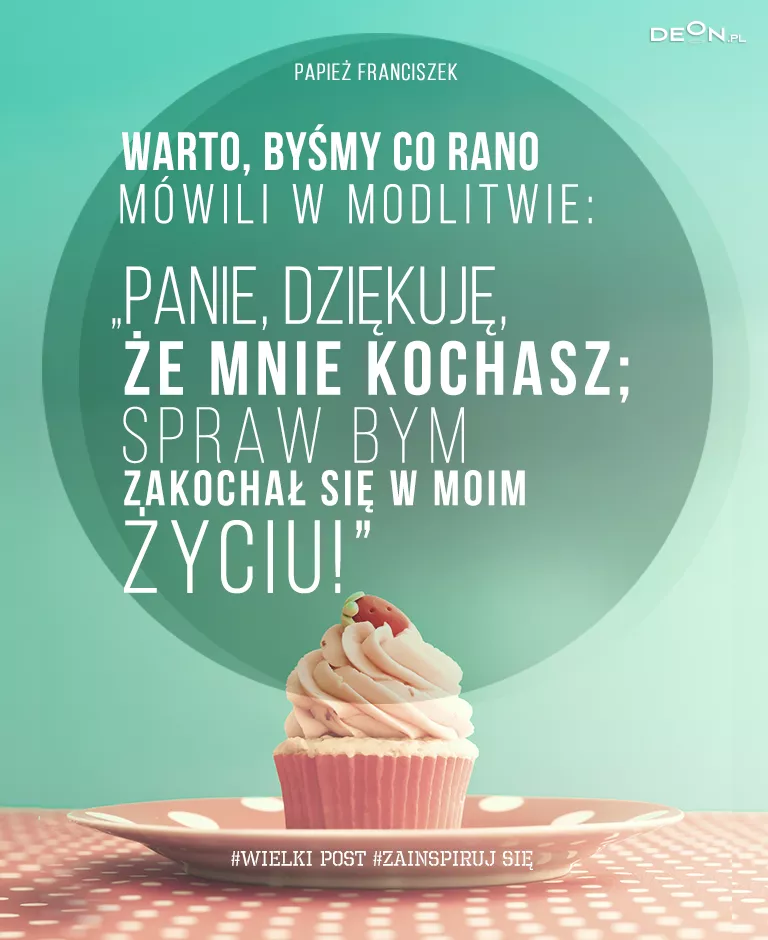 DEON.PL
PAPIEŻ FRANCISZEK
WARTO, BYŚMY CO RANO
MÓWILI W MODLITWIE:
„PANIE, DZIĘKUJĘ,
ŻE MNIE KOCHASZ;
SPRAW BYM
ZAKOCHAŁ SIĘ W MOIM
ŻYCIU!”
#WIELKI POST #ZAINSPIRUJ SIĘ